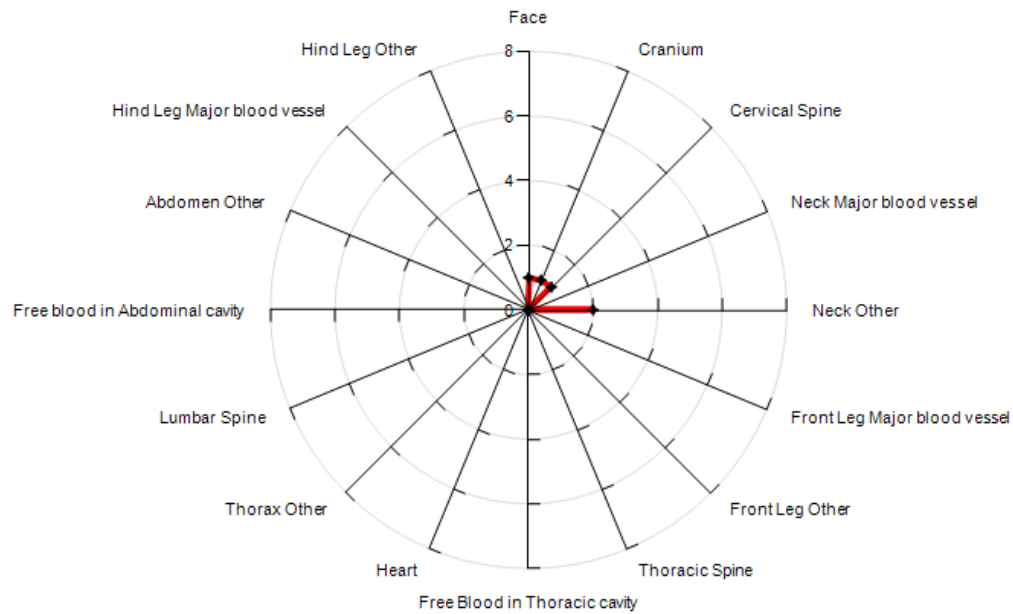 Face
Hind Leg Other
Cranium
Hind Leg Major blood vessel
Cervical Spine
Abdomen Other
Neck Major blood vessel
Free blood in Abdominal cavity
Neck Other
Lumbar Spine
Front Leg Major blood vessel
Thorax Other
Front Leg Other
Heart
Thoracic Spine
Free Blood in Thoracic cavity
8
6
4
2
0